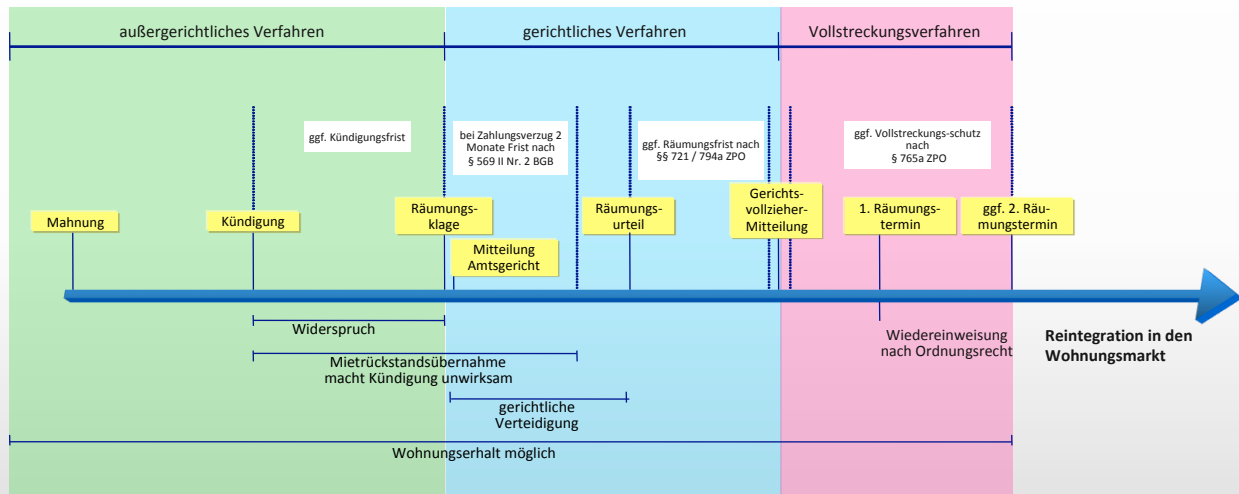 außergerichtliches Verfahren
gerichtliches Verfahren
Vollstreckungsverfahren
ggf. Kündigungsfrist
bei Zahlungsverzug 2
Monate Frist nach
§ 569 II Nr. 2 BGB
ggf. Räumungsfrist nach
§§ 721 / 794a ZPO
ggf. Vollstreckungs-schutz
nach
§ 765a ZPO
Mahnung
Kündigung
Räumungs-
klage
Mitteilung
Amtsgericht
Räumungs-
urteil
Gerichts-
vollzieher-
Mitteilung
1. Räumungs-
termin
ggf. 2. Räu-
mungstermin
Widerspruch
Mietrückstandsübernahme
macht Kündigung unwirksam
gerichtliche
Verteidigung
Wohnungserhalt möglich
Wiedereinweisung
nach Ordnungsrecht
Reintegration in den
Wohnungsmarkt